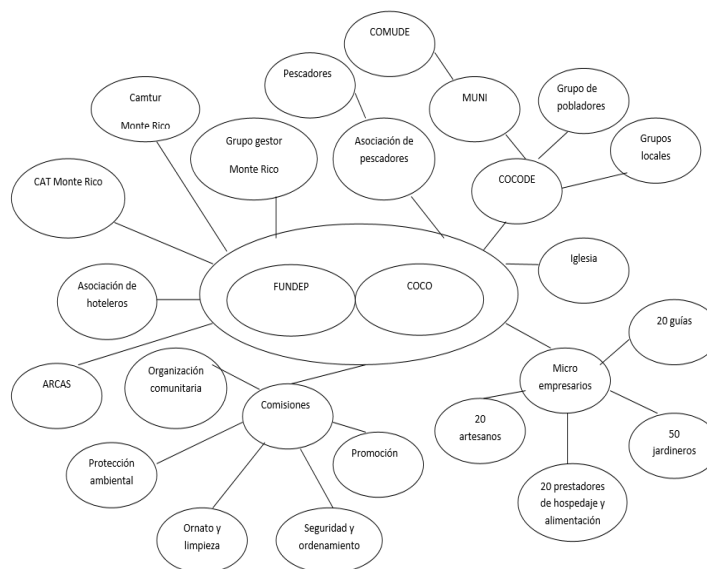 COMUDE
Pescadores
Camtur
Monte Rico
MUNI
Grupo de
pobladores
Grupo gestor
Monte Rico
Asociación de
pescadores
Grupos
locales
CAT Monte Rico
COCODE
Iglesia
FUNDEP
COCO
Asociación de
hoteleros
20 guías
ARCAS
Organización
comunitaria
Micro
empresarios
Comisiones
20
artesanos
50
jardineros
Protección
ambiental
Promoción
20 prestadores
de hospedaje y
alimentación
Ornato y
limpieza
Seguridad y
ordenamiento